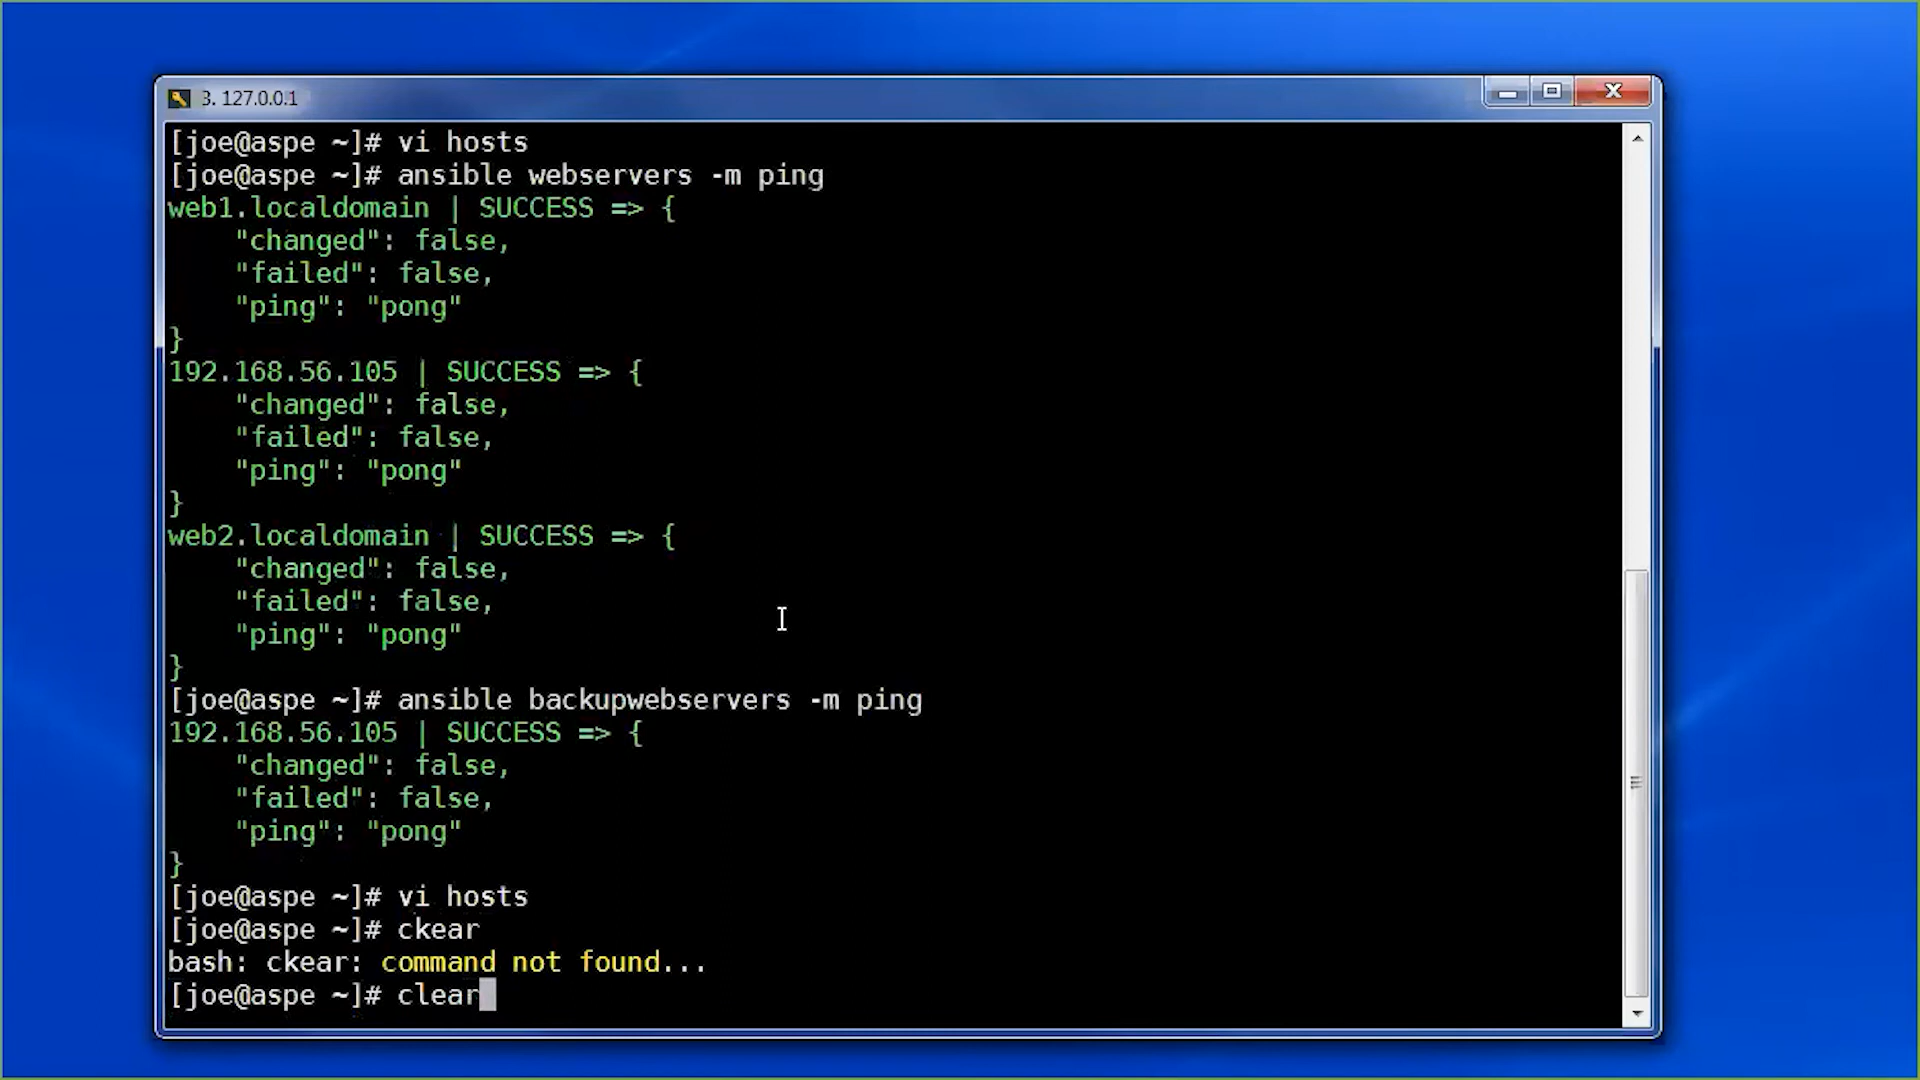 3. 127.0.0.1
[joe@aspe ~]# vi hosts
[joe@aspe ~]# ansible webservers -m ping
web1.localdomain | SUCCESS => {
    "changed": false,
    "failed": false,
    "ping": "pong"
}
192.168.56.105 | SUCCESS => {
    "changed": false,
    "failed": false,
    "ping": "pong"
}
web2.localdomain | SUCCESS => {
    "changed": false,
    "failed": false,
    "ping": "pong"
}
[joe@aspe ~]# ansible backupwebservers -m ping
192.168.56.105 | SUCCESS => {
    "changed": false,
    "failed": false,
    "ping": "pong"
}
[joe@aspe ~]# vi hosts
[joe@aspe ~]# ckear
bash: ckear: command not found...
[joe@aspe ~]# clear